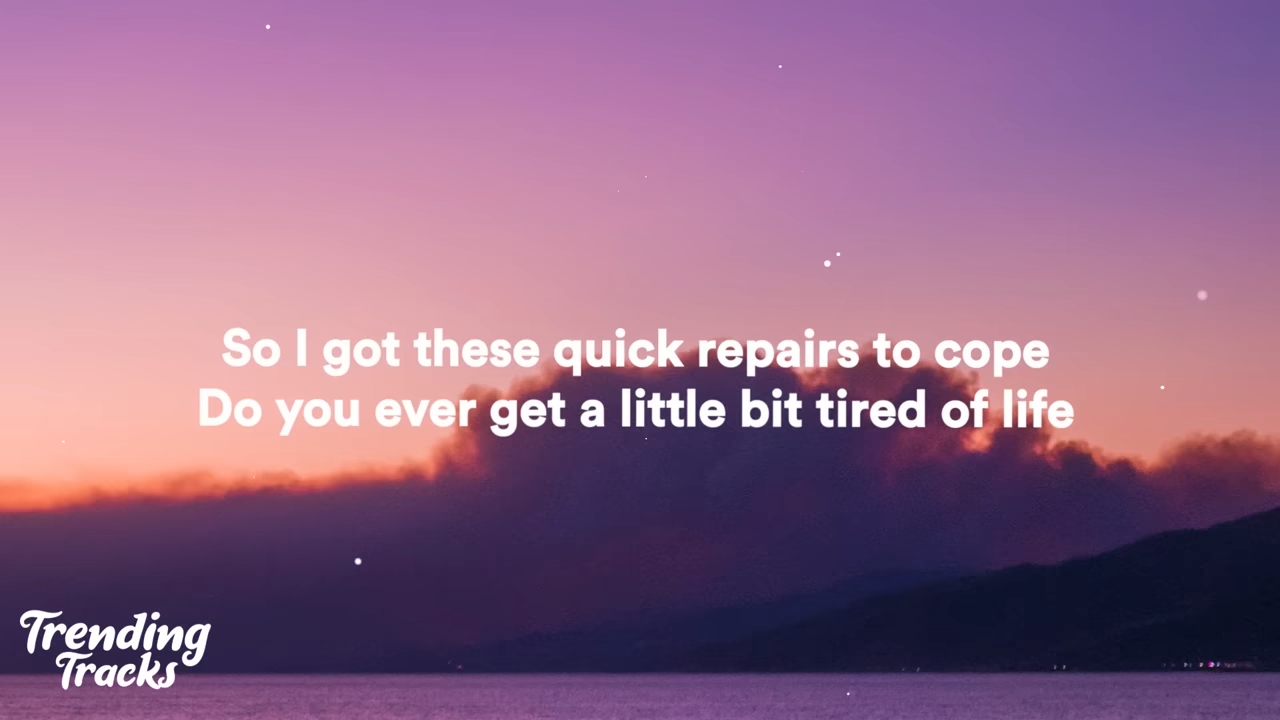 So I got these quick repairs to cope
Do you ever get a little bit tired of life
Trending
Tracks